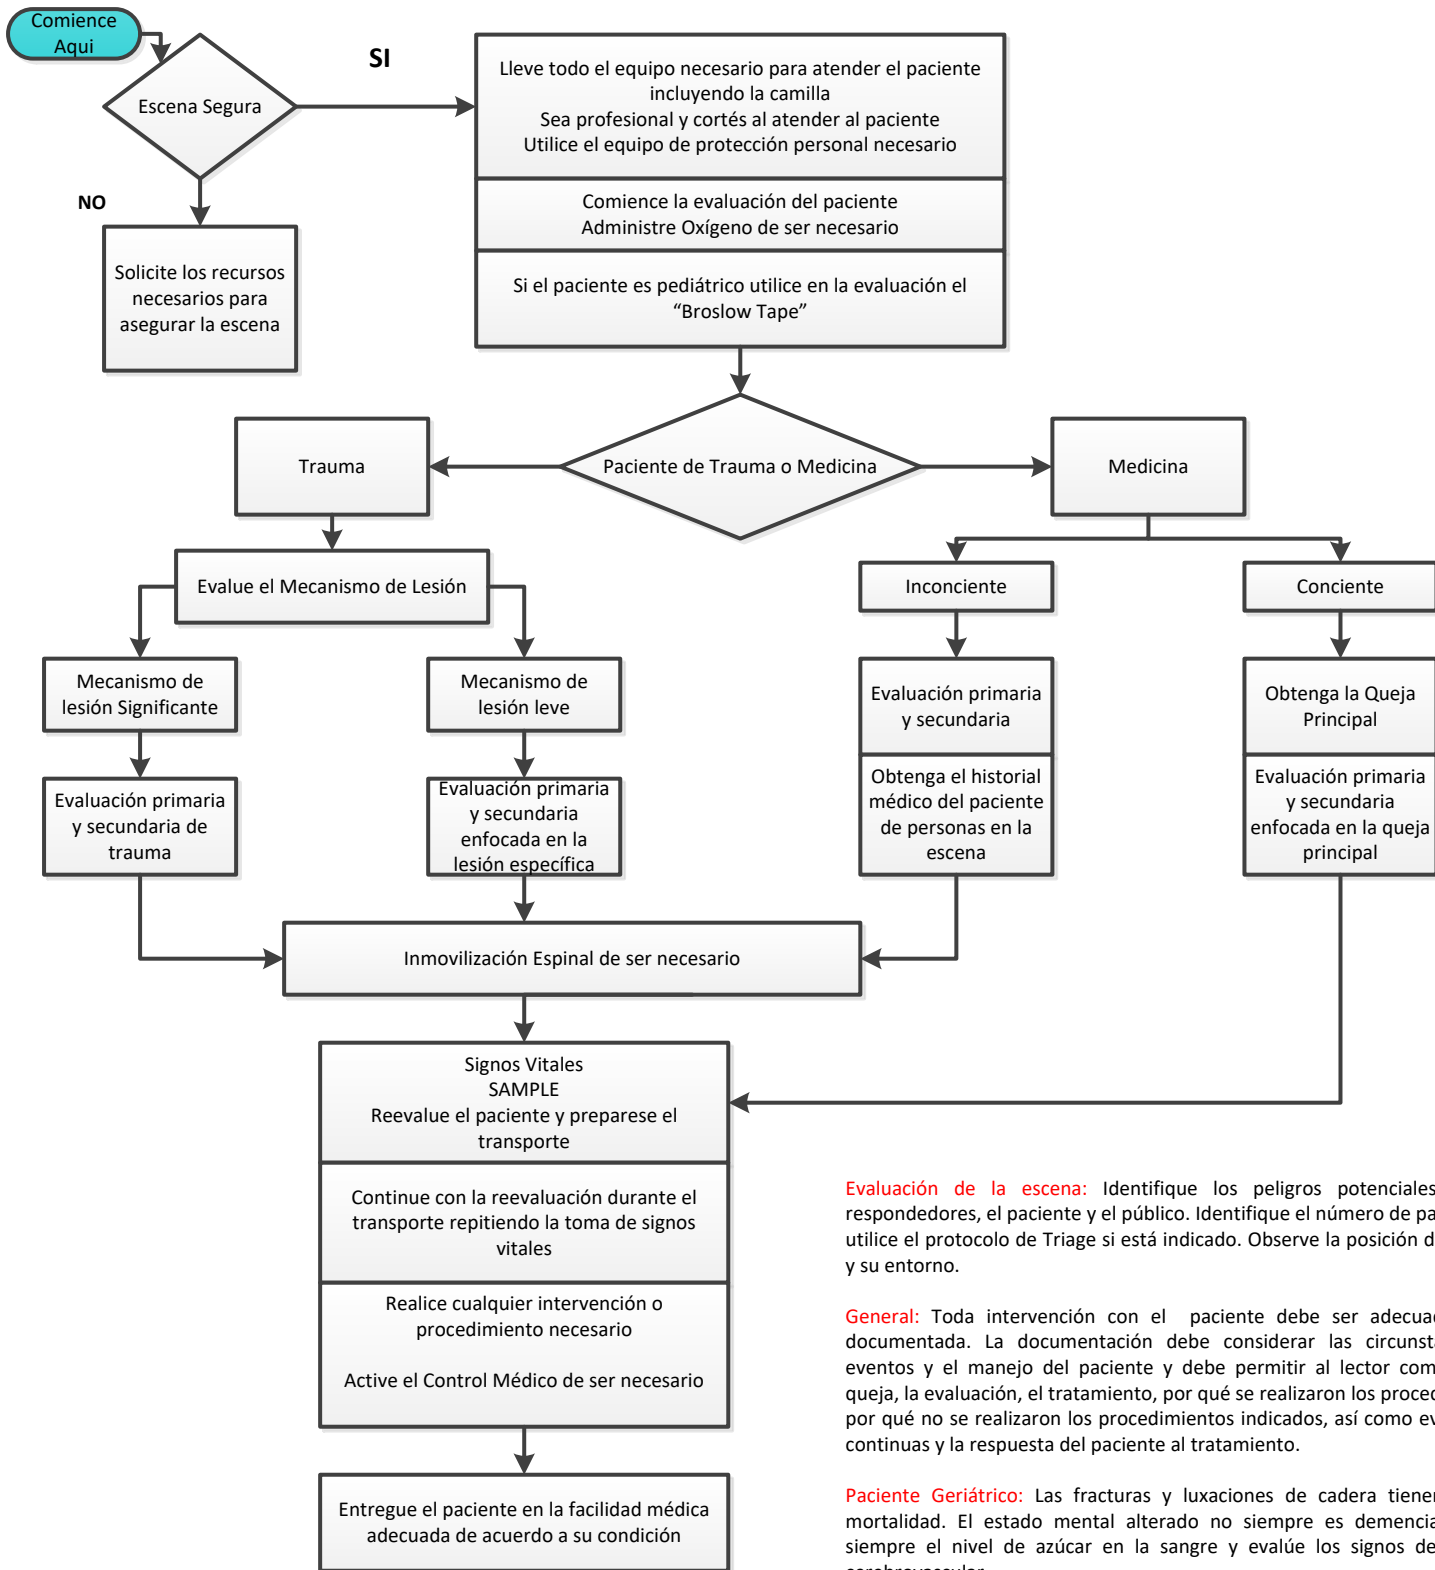 Comience
Aqui
Escena Segura
SI
NO
Solicite los recursos
necesarios para
asegurar la escena
Lleve todo el equipo necesario para atender el paciente
incluyendo la camilla
Sea profesional y cortés al atender al paciente
Utilice el equipo de protección personal necesario
Comience la evaluación del paciente
Administre Oxígeno de ser necesario
Si el paciente es pediátrico utilice en la evaluación el
“Broslow Tape”
Paciente de Trauma o Medicina
Trauma
Medicina
Evalue el Mecanismo de Lesión
Inconciente
Conciente
Mecanismo de
lesión Significante
Mecanismo de
lesión leve
Evaluación primaria
y secundaria
Obtenga la Queja
Principal
Evaluación primaria
y secundaria de
trauma
Evaluación primaria
y secundaria
enfocada en la
lesión específica
Obtenga el historial
médico del paciente
de personas en la
escena
Evaluación primaria
y secundaria
enfocada en la queja
principal
Inmovilización Espinal de ser necesario
Signos Vitales
SAMPLE
Reevalue el paciente y preparese el
transporte
Continue con la reevaluación durante el
transporte repitiendo la toma de signos
vitales
Realice cualquier intervención o
procedimiento necesario
Active el Control Médico de ser necesario
Entregue el paciente en la facilidad médica
adecuada de acuerdo a su condición
Evaluación de la escena: Identifique los peligros potenciales
respondedores, el paciente y el público. Identifique el número de pa
utilice el protocolo de Triage si está indicado. Observe la posición d
y su entorno.
General: Toda intervención con el paciente debe ser adecua
documentada. La documentación debe considerar las circunst
eventos y el manejo del paciente y debe permitir al lector com
queja, la evaluación, el tratamiento, por qué se realizaron los proced
por qué no se realizaron los procedimientos indicados, así como ev
continuas y la respuesta del paciente al tratamiento.
Paciente Geriátrico: Las fracturas y luxaciones de cadera tiene
mortalidad. El estado mental alterado no siempre es demencia
siempre el nivel de azúcar en la sangre y evalúe los signos de